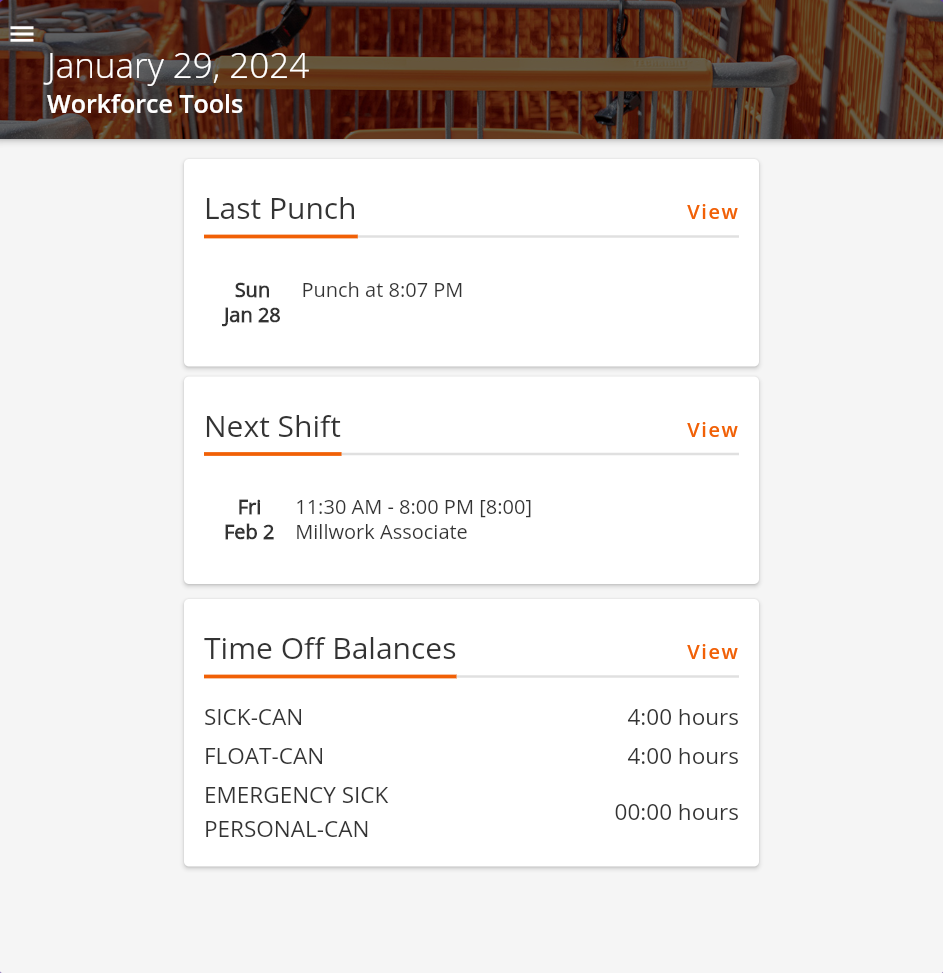 January 29, 2024
Workforce Tools
Last Punch
View
Sun
Jan 28
Punch at 8:07 PM
Next Shift
View
Fri
Feb 2
11:30 AM - 8:00 PM [8:00]
Millwork Associate
Time Off Balances
View
SICK-CAN
4:00 hours
FLOAT-CAN
4:00 hours
EMERGENCY SICK
PERSONAL-CAN
00:00 hours